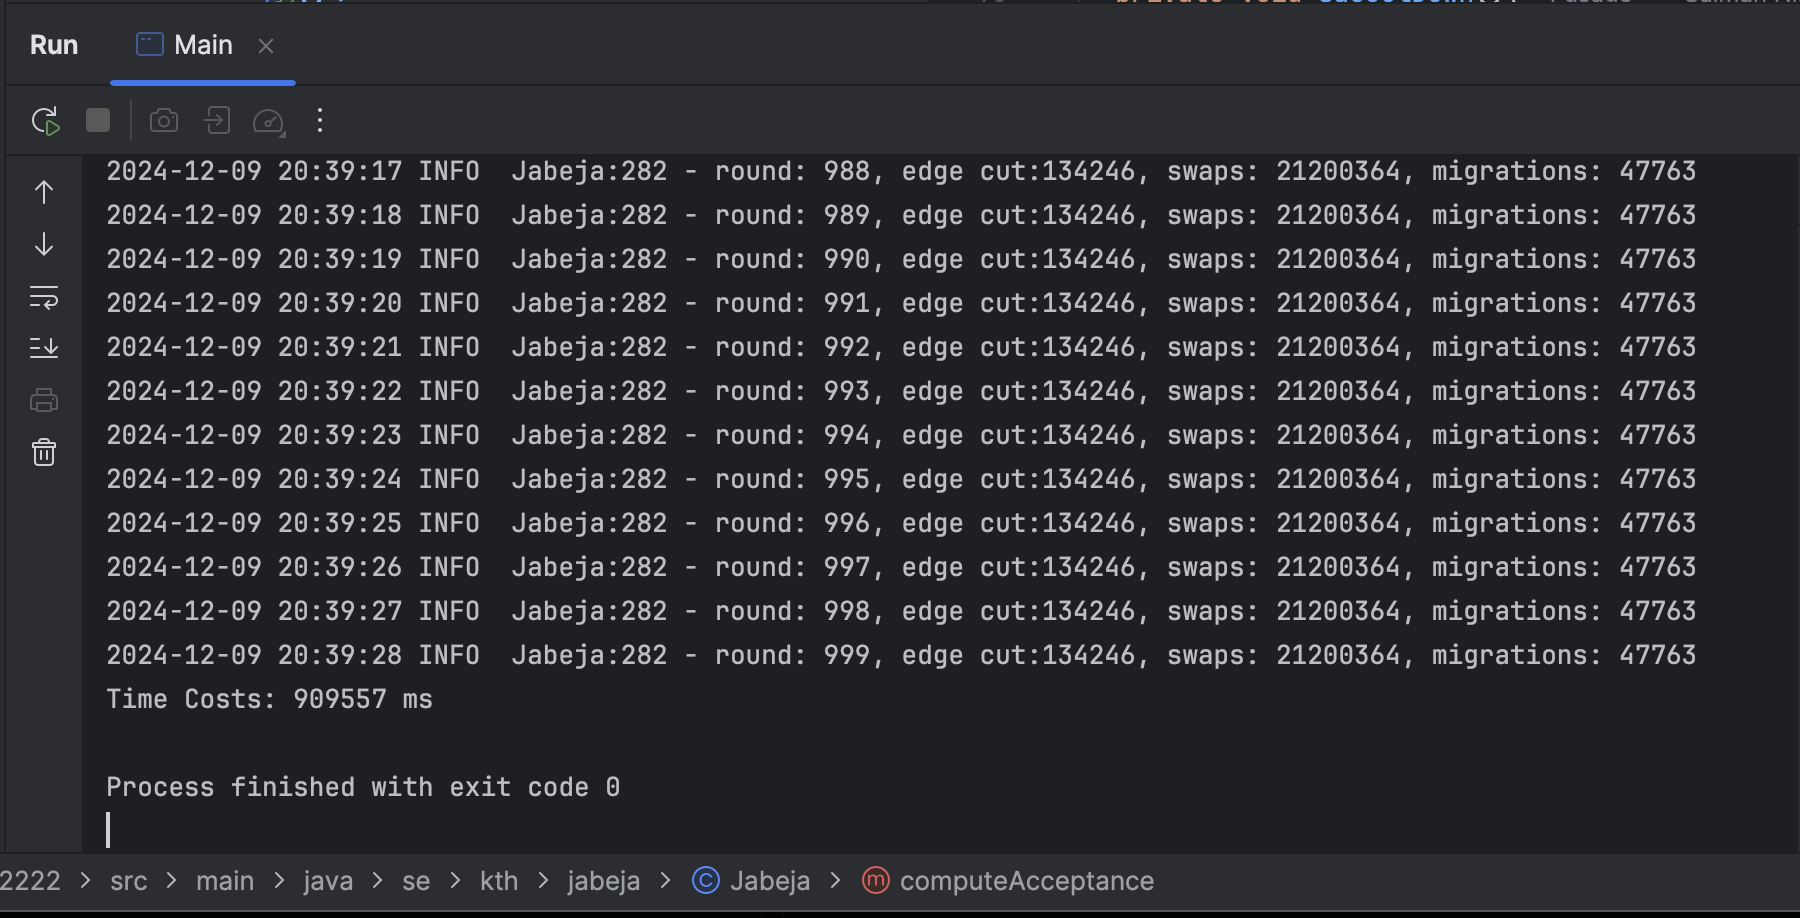 Run Main
2024-12-09 20:39:17 INFO  Jabeja:282 - round: 988, edge cut:134246, swaps: 21200364, migrations: 47763
2024-12-09 20:39:18 INFO  Jabeja:282 - round: 989, edge cut:134246, swaps: 21200364, migrations: 47763
2024-12-09 20:39:19 INFO  Jabeja:282 - round: 990, edge cut:134246, swaps: 21200364, migrations: 47763
2024-12-09 20:39:20 INFO  Jabeja:282 - round: 991, edge cut:134246, swaps: 21200364, migrations: 47763
2024-12-09 20:39:21 INFO  Jabeja:282 - round: 992, edge cut:134246, swaps: 21200364, migrations: 47763
2024-12-09 20:39:22 INFO  Jabeja:282 - round: 993, edge cut:134246, swaps: 21200364, migrations: 47763
2024-12-09 20:39:23 INFO  Jabeja:282 - round: 994, edge cut:134246, swaps: 21200364, migrations: 47763
2024-12-09 20:39:24 INFO  Jabeja:282 - round: 995, edge cut:134246, swaps: 21200364, migrations: 47763
2024-12-09 20:39:25 INFO  Jabeja:282 - round: 996, edge cut:134246, swaps: 21200364, migrations: 47763
2024-12-09 20:39:26 INFO  Jabeja:282 - round: 997, edge cut:134246, swaps: 21200364, migrations: 47763
2024-12-09 20:39:27 INFO  Jabeja:282 - round: 998, edge cut:134246, swaps: 21200364, migrations: 47763
2024-12-09 20:39:28 INFO  Jabeja:282 - round: 999, edge cut:134246, swaps: 21200364, migrations: 47763
Time Costs: 909557 ms
Process finished with exit code 0
2222 > src > main > java > se > kth > jabeja > Jabeja > computeAcceptance